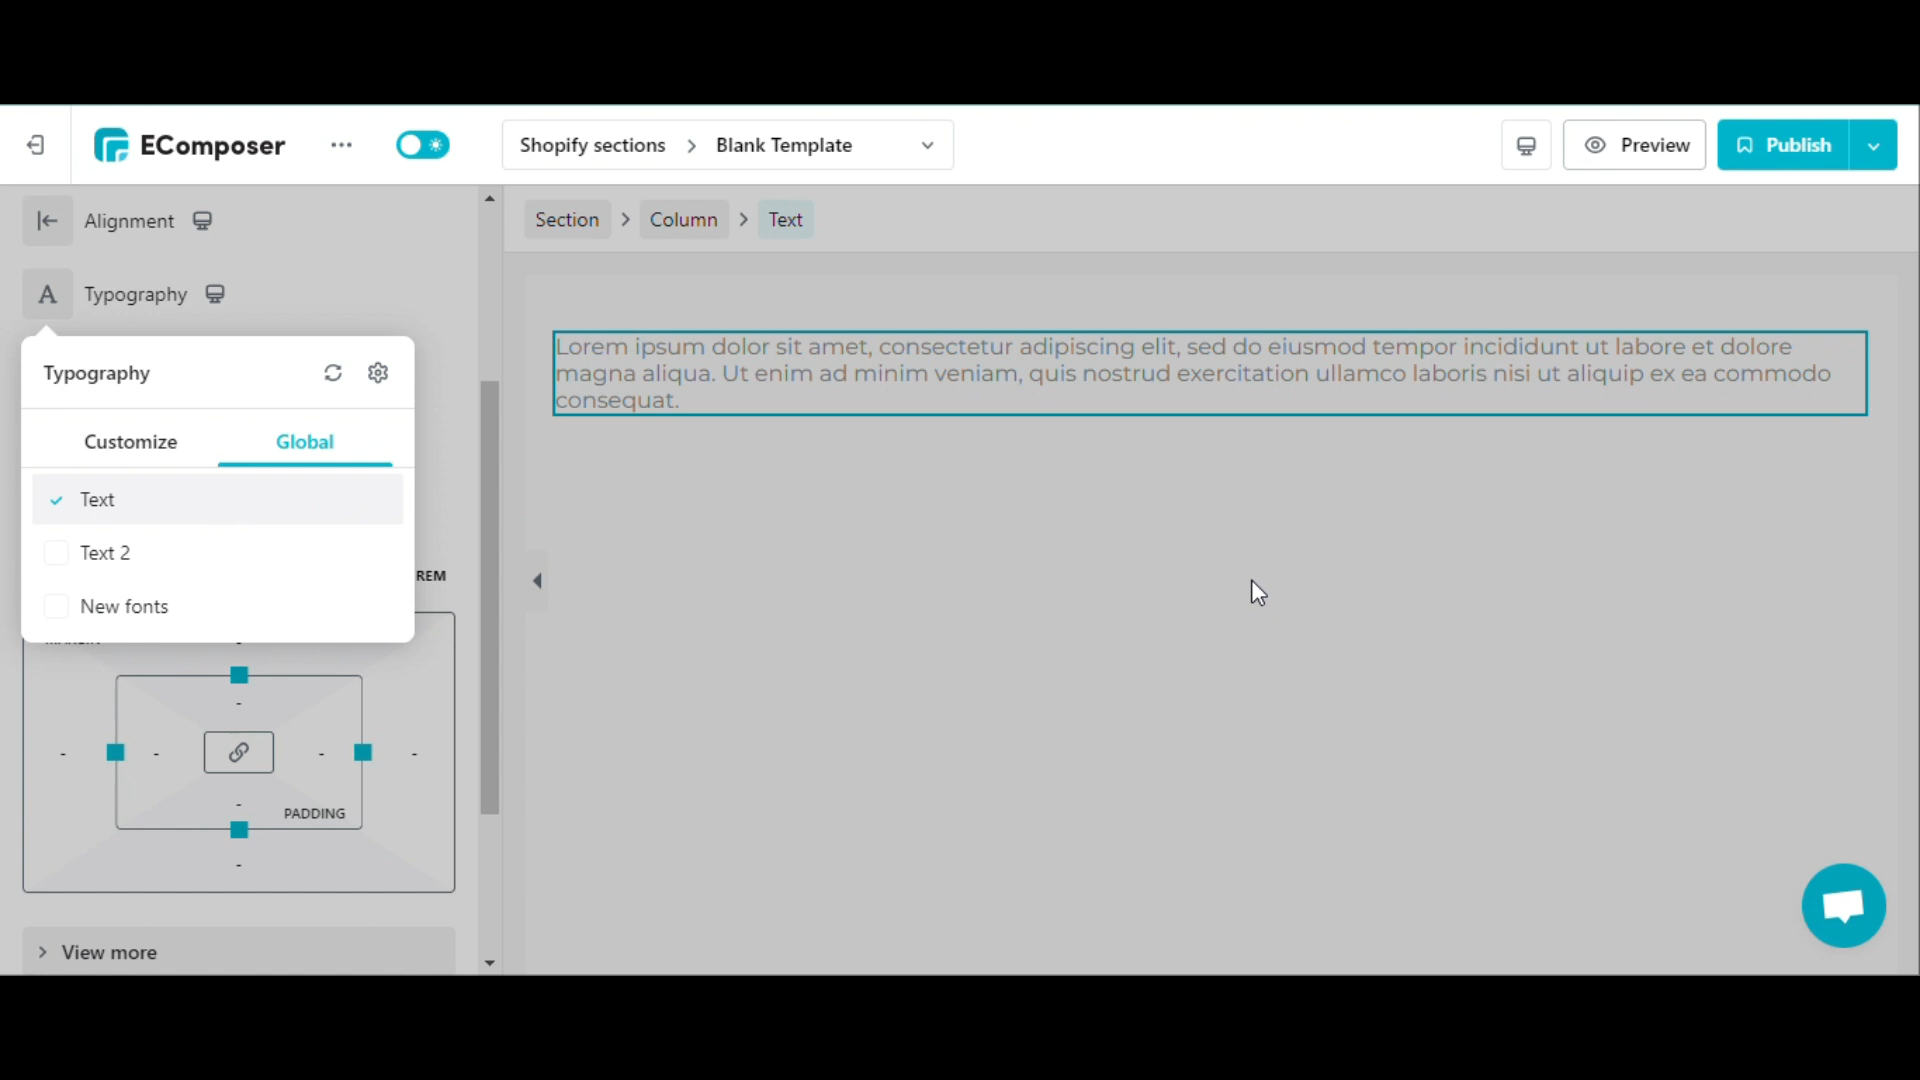 EComposer
Shopify sections > Blank Template
Preview
Publish
Alignment
Section > Column > Text
A Typography
Typography
Customize Global
Lorem ipsum dolor sit amet, consectetur adipiscing elit, sed do eiusmod tempor incididunt ut labore et dolore
magna aliqua. Ut enim ad minim veniam, quis nostrud exercitation ullamco laboris nisi ut aliquip ex ea commodo
consequat.
Text
Text 2
New fonts
REM
PADDING
View more